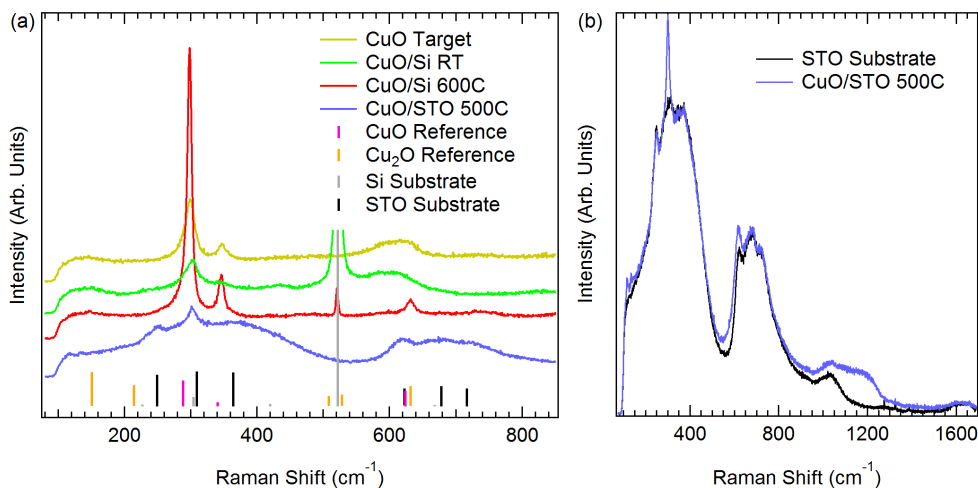 (a)
CuO Target
CuO/Si RT
CuO/Si 600C
CuO/STO 500C
CuO Reference
Cu₂O Reference
Si Substrate
STO Substrate
Intensity (Arb. Units)
200 400 600 800
Raman Shift (cm⁻¹)
(b)
STO Substrate
CuO/STO 500C
Intensity (Arb. Units)
400 800 1200 1600
Raman Shift (cm⁻¹)